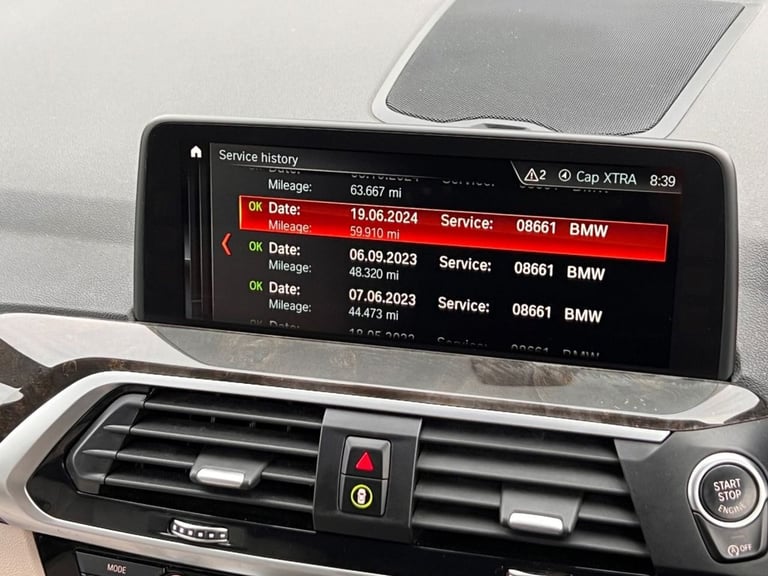 Service history
2 Cap XTRA 8:39
Mileage: 63.667 mi
OK Date: 19.06.2024 Service: 08661 BMW
Mileage: 59.910 mi
OK Date: 06.09.2023 Service: 08661 BMW
Mileage: 48.320 mi
OK Date: 07.06.2023 Service: 08661 BMW
Mileage: 44.473 mi
START
STOP
ENGINE
OFF
MODE